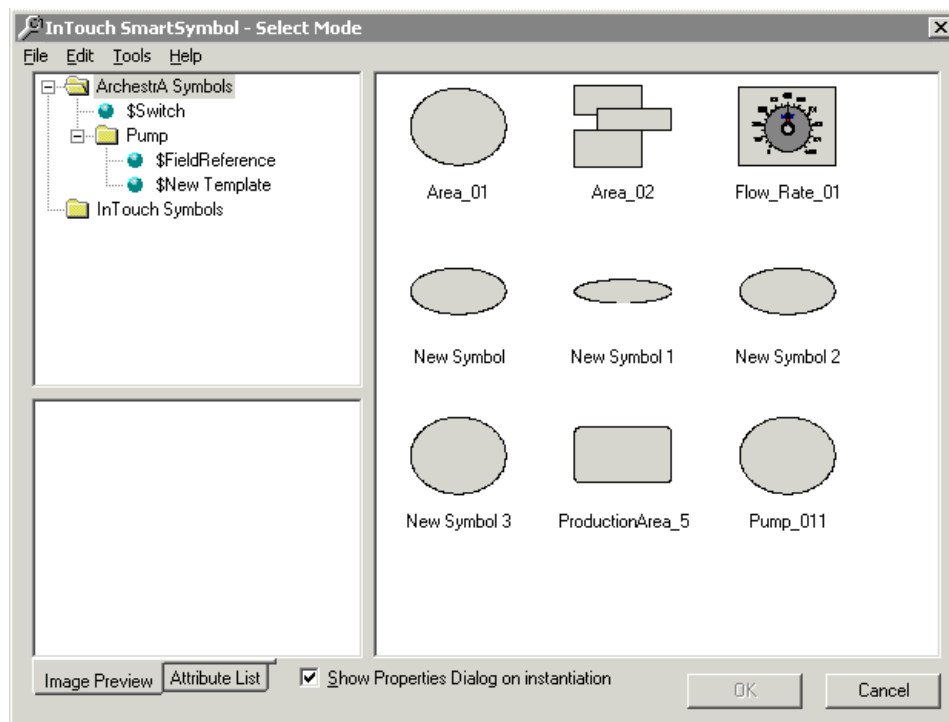 InTouch SmartSymbol - Select Mode
File Edit Tools Help
ArchestrA Symbols
$Switch
Pump
$FieldReference
$New Template
InTouch Symbols
Area_01 Area_02 Flow_Rate_01
New Symbol New Symbol 1 New Symbol 2
New Symbol 3 ProductionArea_5 Pump_011
Image Preview Attribute List Show Properties Dialog on instantiation
OK Cancel